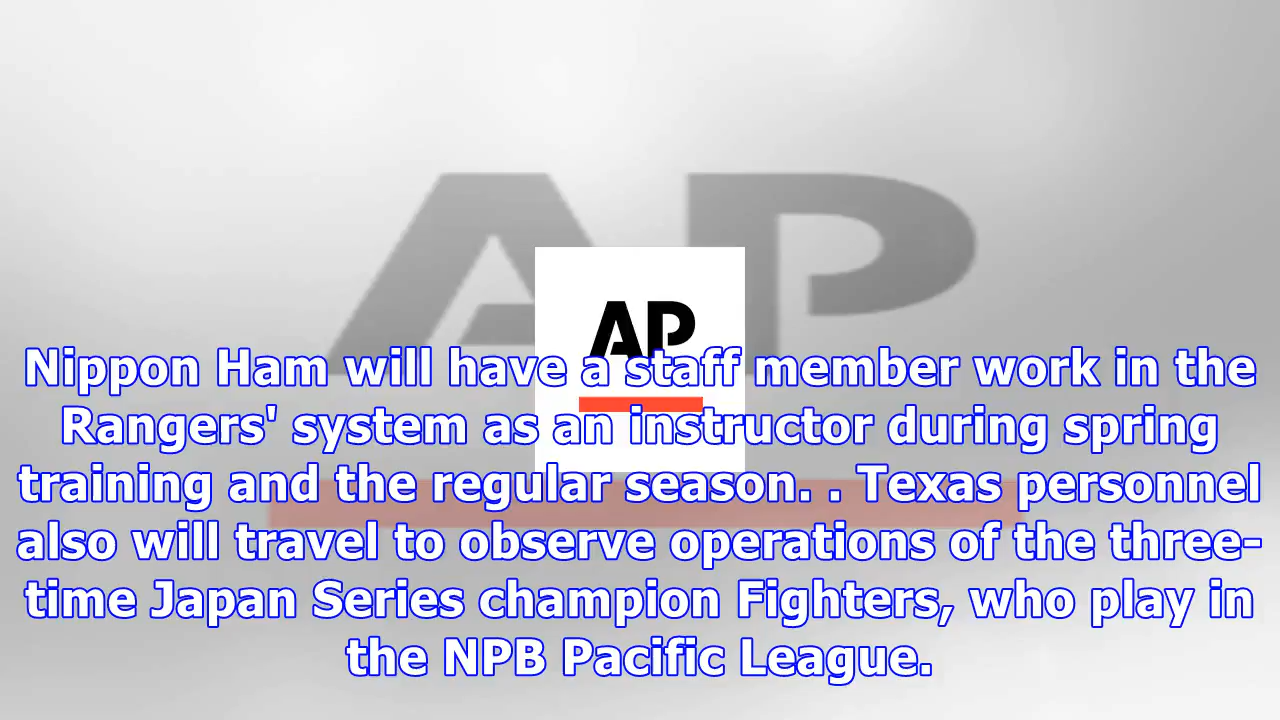 AP
AP
Nippon Ham will have a staff member work in the
Rangers' system as an instructor during spring
training and the regular season. . Texas personnel
also will travel to observe operations of the three-
time Japan Series champion Fighters, who play in
the NPB Pacific League.